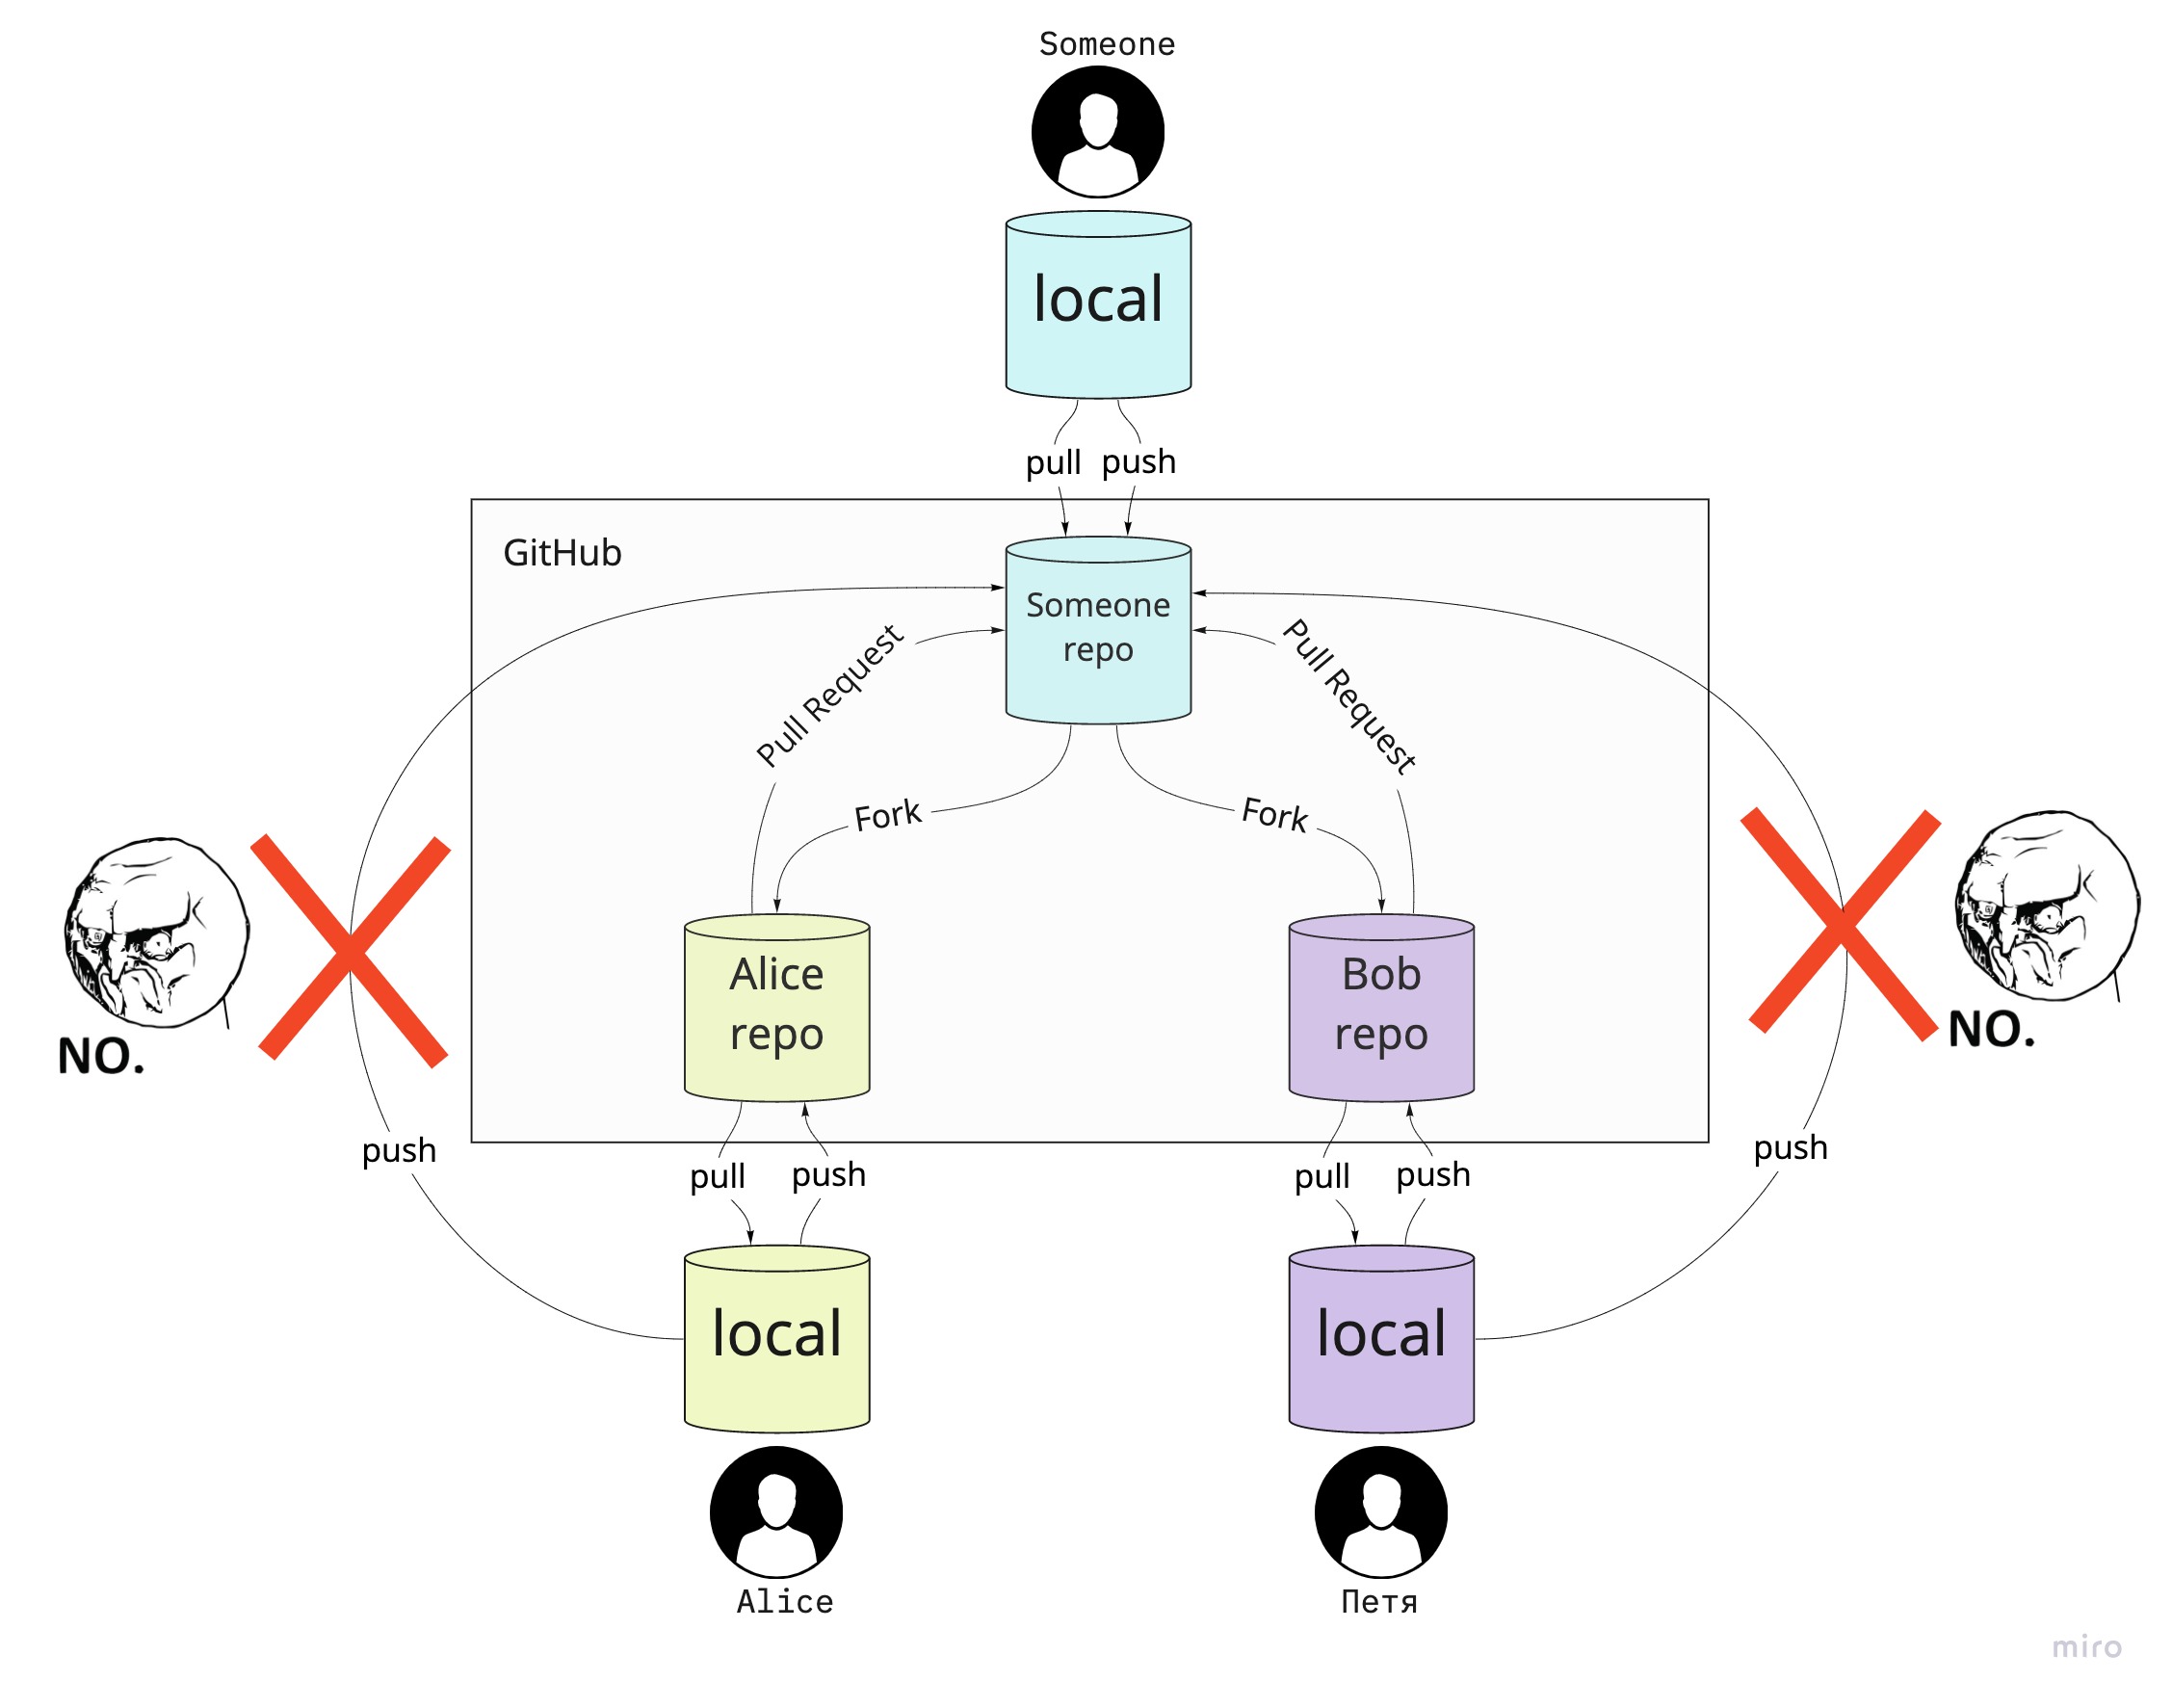 Someone
local
pull push
GitHub
Someone
repo
Pull Request
Pull Request
Fork
Fork
Alice
repo
Bob
repo
NO.
NO.
push
push
pull push
pull push
local
local
Alice
Петя
miro